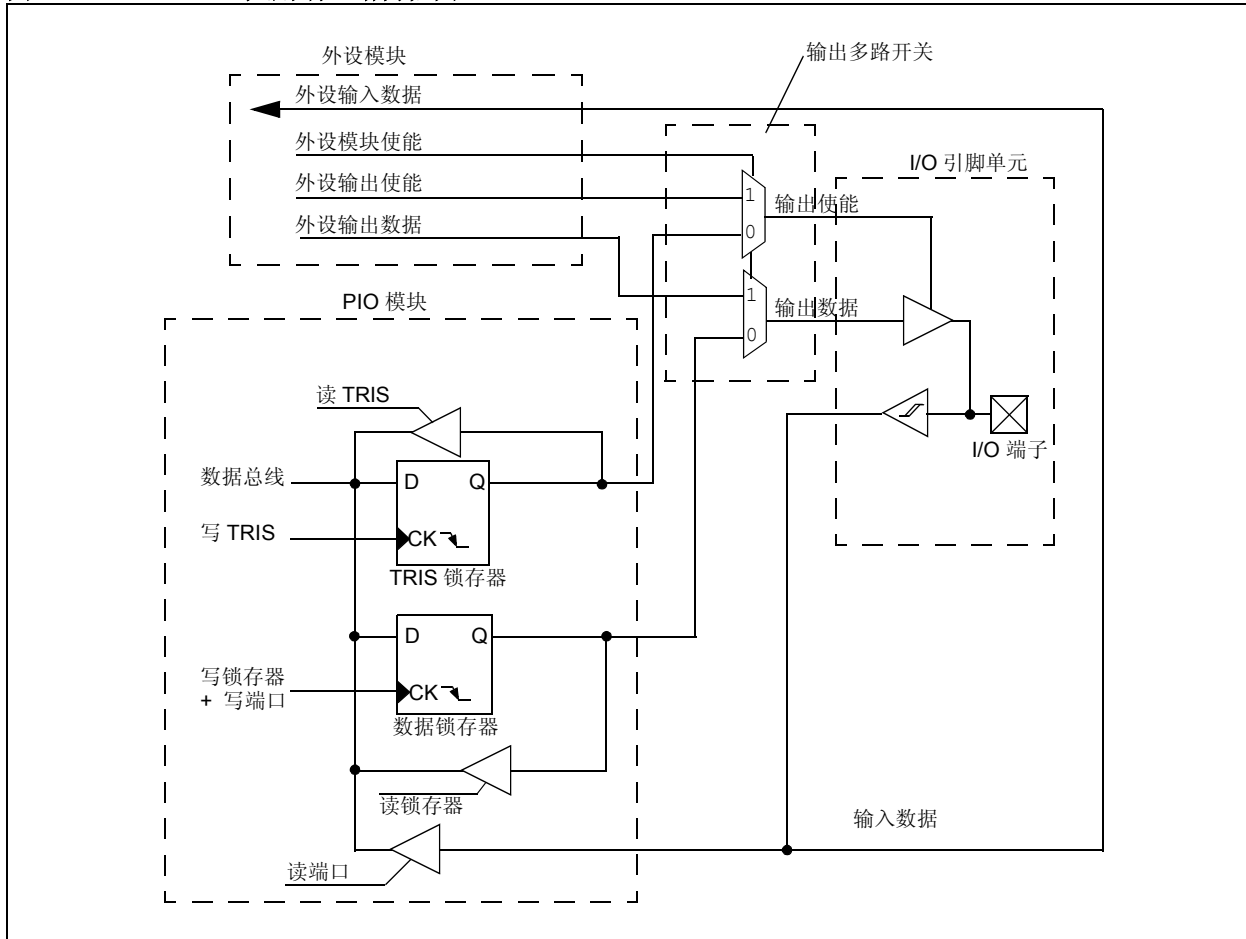 外设模块
输出多路开关
外设输入数据
外设模块使能
外设输出使能
外设输出数据
I/O 引脚单元
1
0
输出使能
1
0
输出数据
PIO 模块
读 TRIS
I/O 端子
数据总线
D
Q
写 TRIS
CK
TRIS 锁存器
D
Q
写锁存器
+ 写端口
CK
数据锁存器
读锁存器
输入数据
读端口